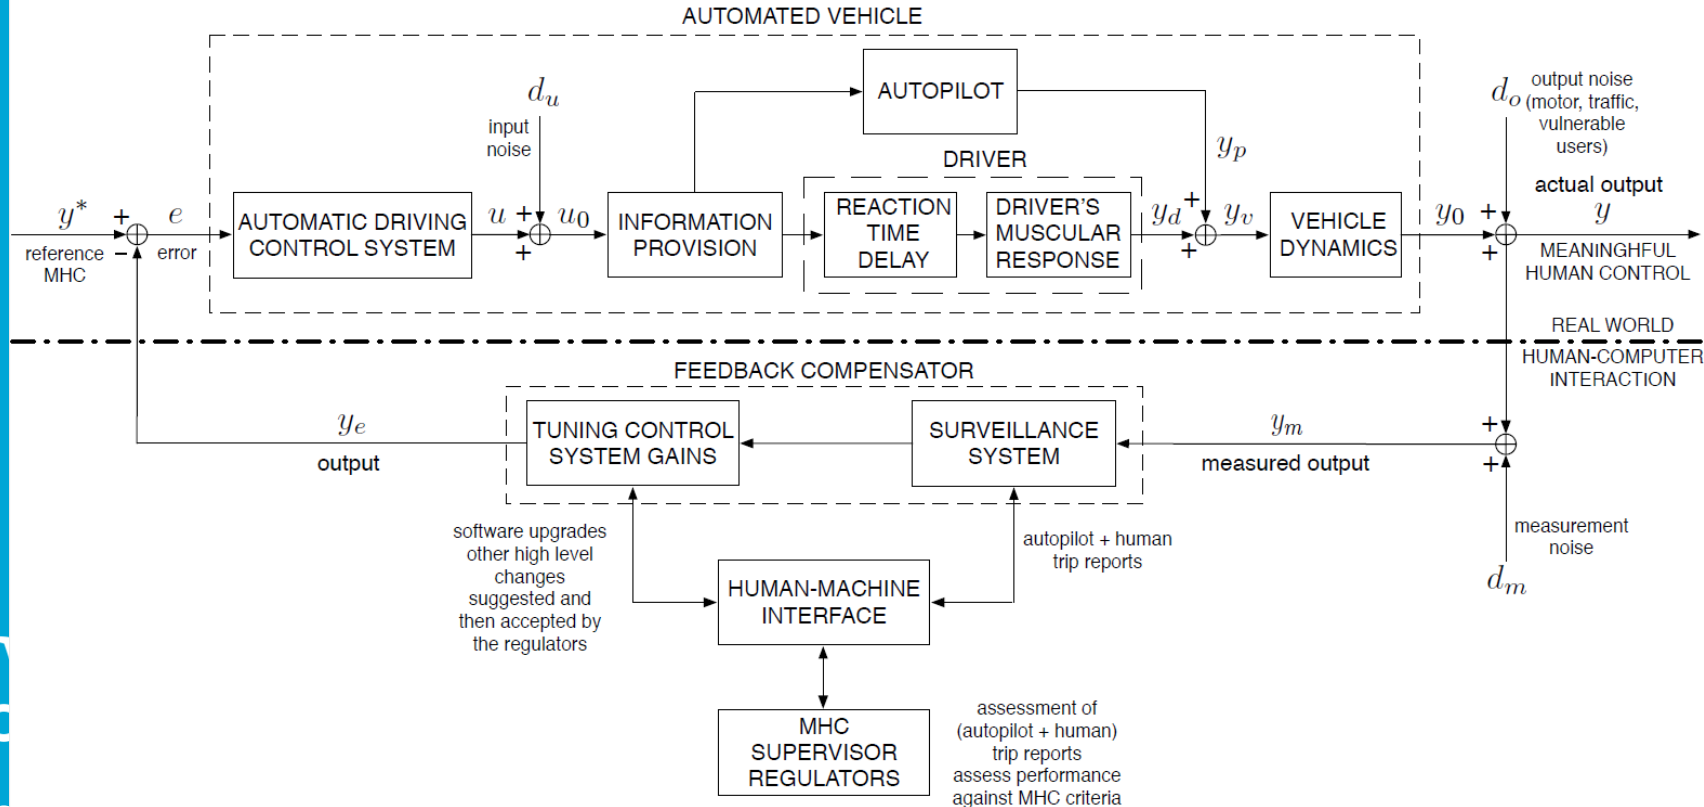 AUTOMATED VEHICLE
AUTOPILOT
d_u
input
noise
d_o
output noise
(motor, traffic,
vulnerable
users)
DRIVER
y_p
y*
+
−
reference
MHC
e
error
AUTOMATIC DRIVING
CONTROL SYSTEM
u
+
+
u_0
INFORMATION
PROVISION
REACTION
TIME
DELAY
DRIVER'S
MUSCULAR
RESPONSE
y_d
+
+
y_v
VEHICLE
DYNAMICS
y_0
+
+
actual output
y
MEANINGHFUL
HUMAN CONTROL
REAL WORLD
HUMAN-COMPUTER
INTERACTION
FEEDBACK COMPENSATOR
y_e
output
TUNING CONTROL
SYSTEM GAINS
SURVEILLANCE
SYSTEM
y_m
measured output
+
+
measurement
noise
d_m
software upgrades
other high level
changes
suggested and
then accepted by
the regulators
autopilot + human
trip reports
HUMAN-MACHINE
INTERFACE
MHC
SUPERVISOR
REGULATORS
assessment of
(autopilot + human)
trip reports
assess performance
against MHC criteria